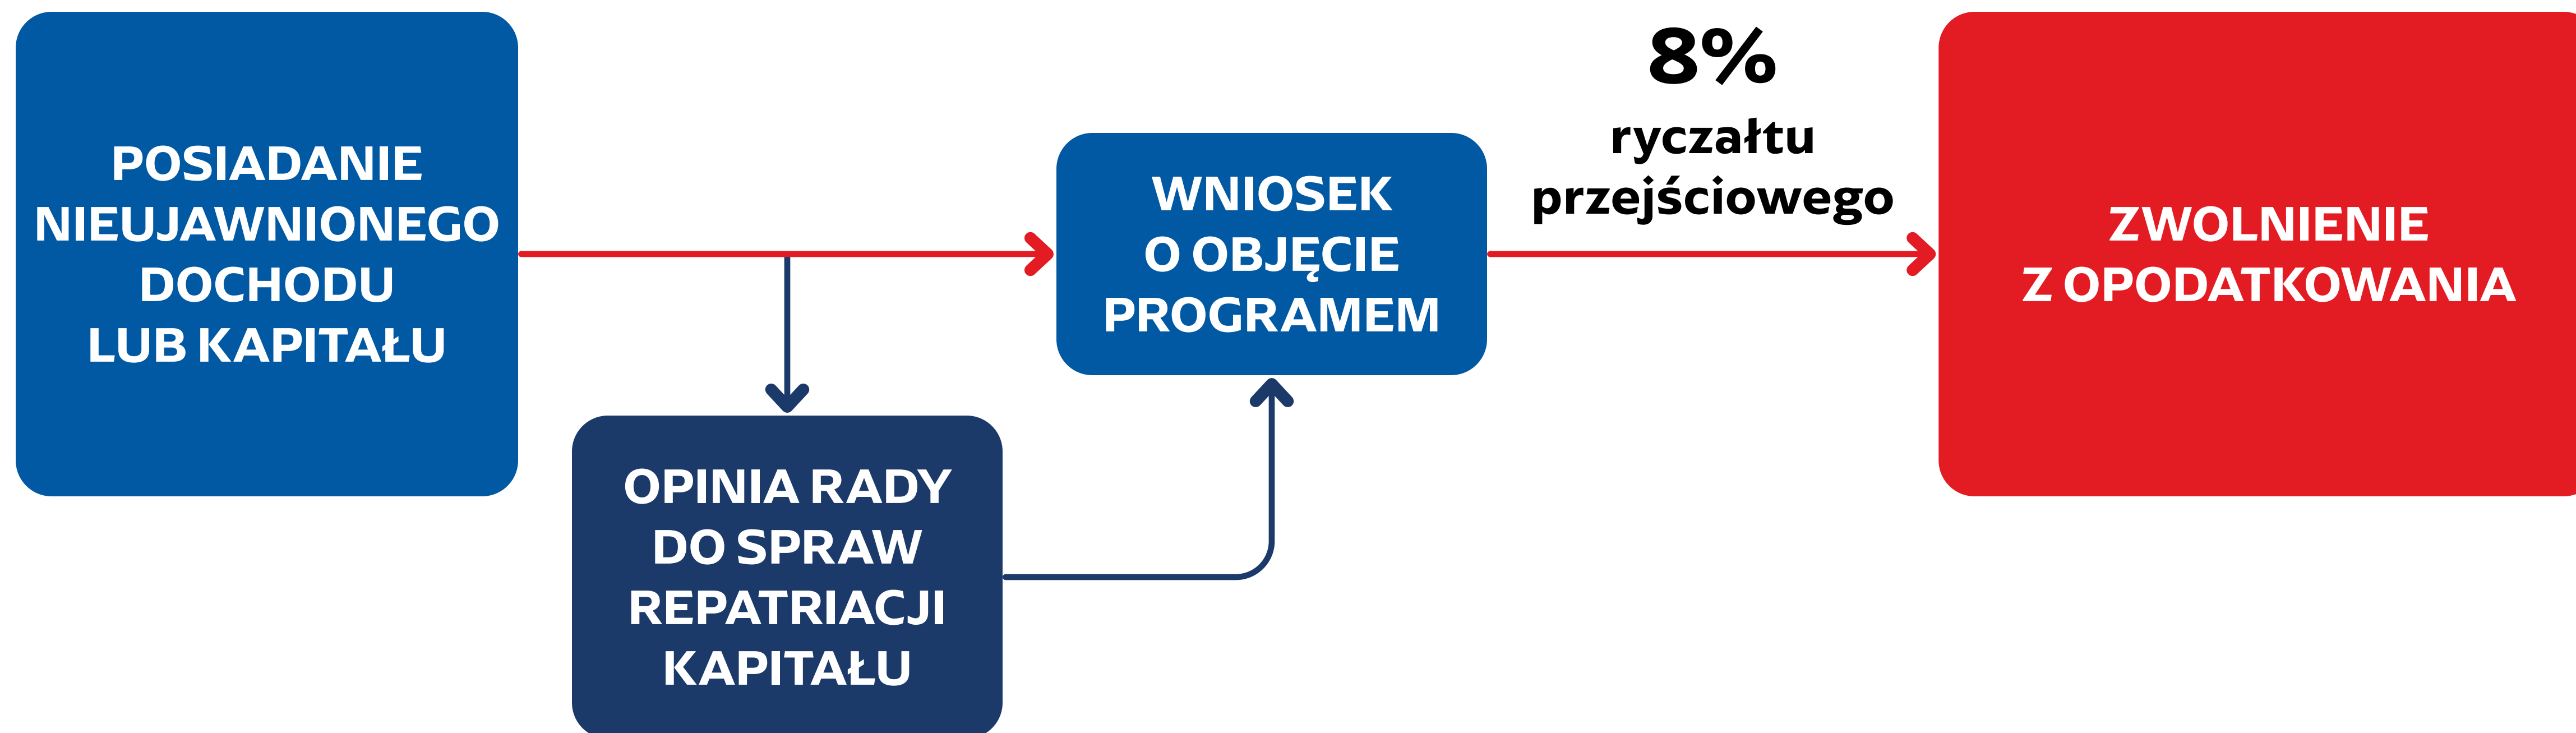 POSIADANIE
NIEUJAWNIONEGO
DOCHODU
LUB KAPITAŁU
OPINIA RADY
DO SPRAW
REPATRIACJI
KAPITAŁU
WNIOSEK
O OBJĘCIE
PROGRAMEM
8%
ryczałtu
przejściowego
ZWOLNIENIE
Z OPODATKOWANIA